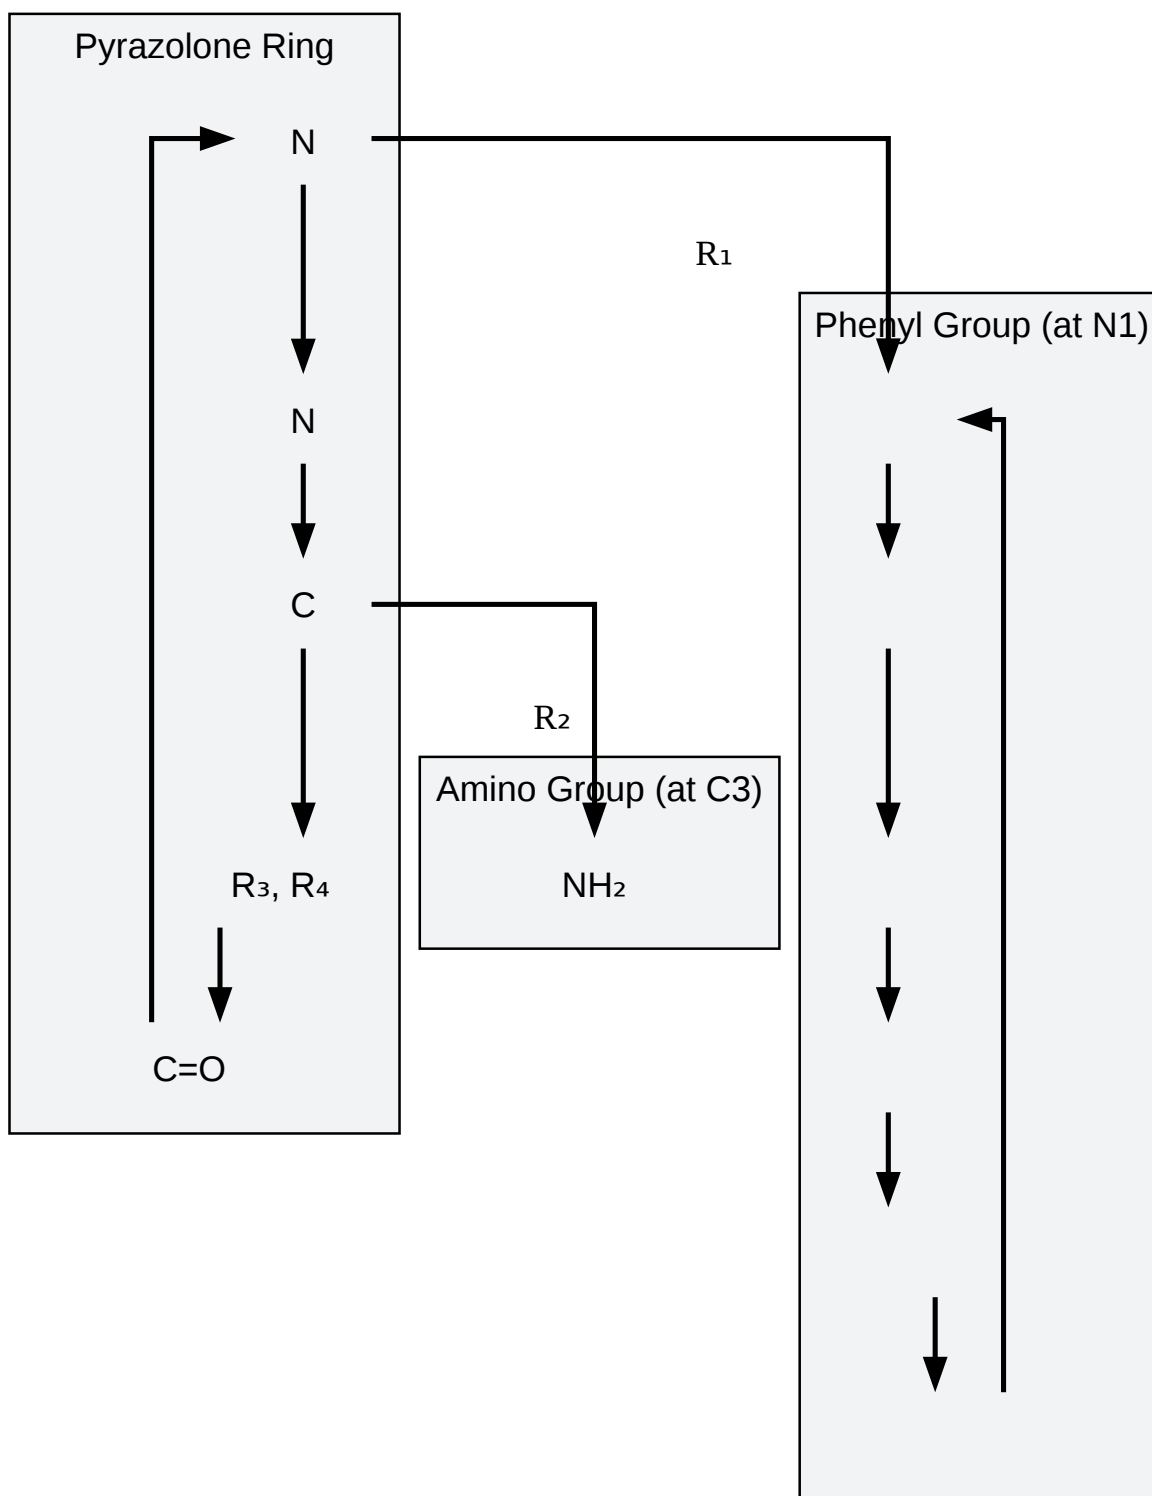 Pyrazolone Ring
N
R₁
Phenyl Group (at N1)
N
C
R₂
Amino Group (at C3)
R₃, R₄
NH₂
C=O